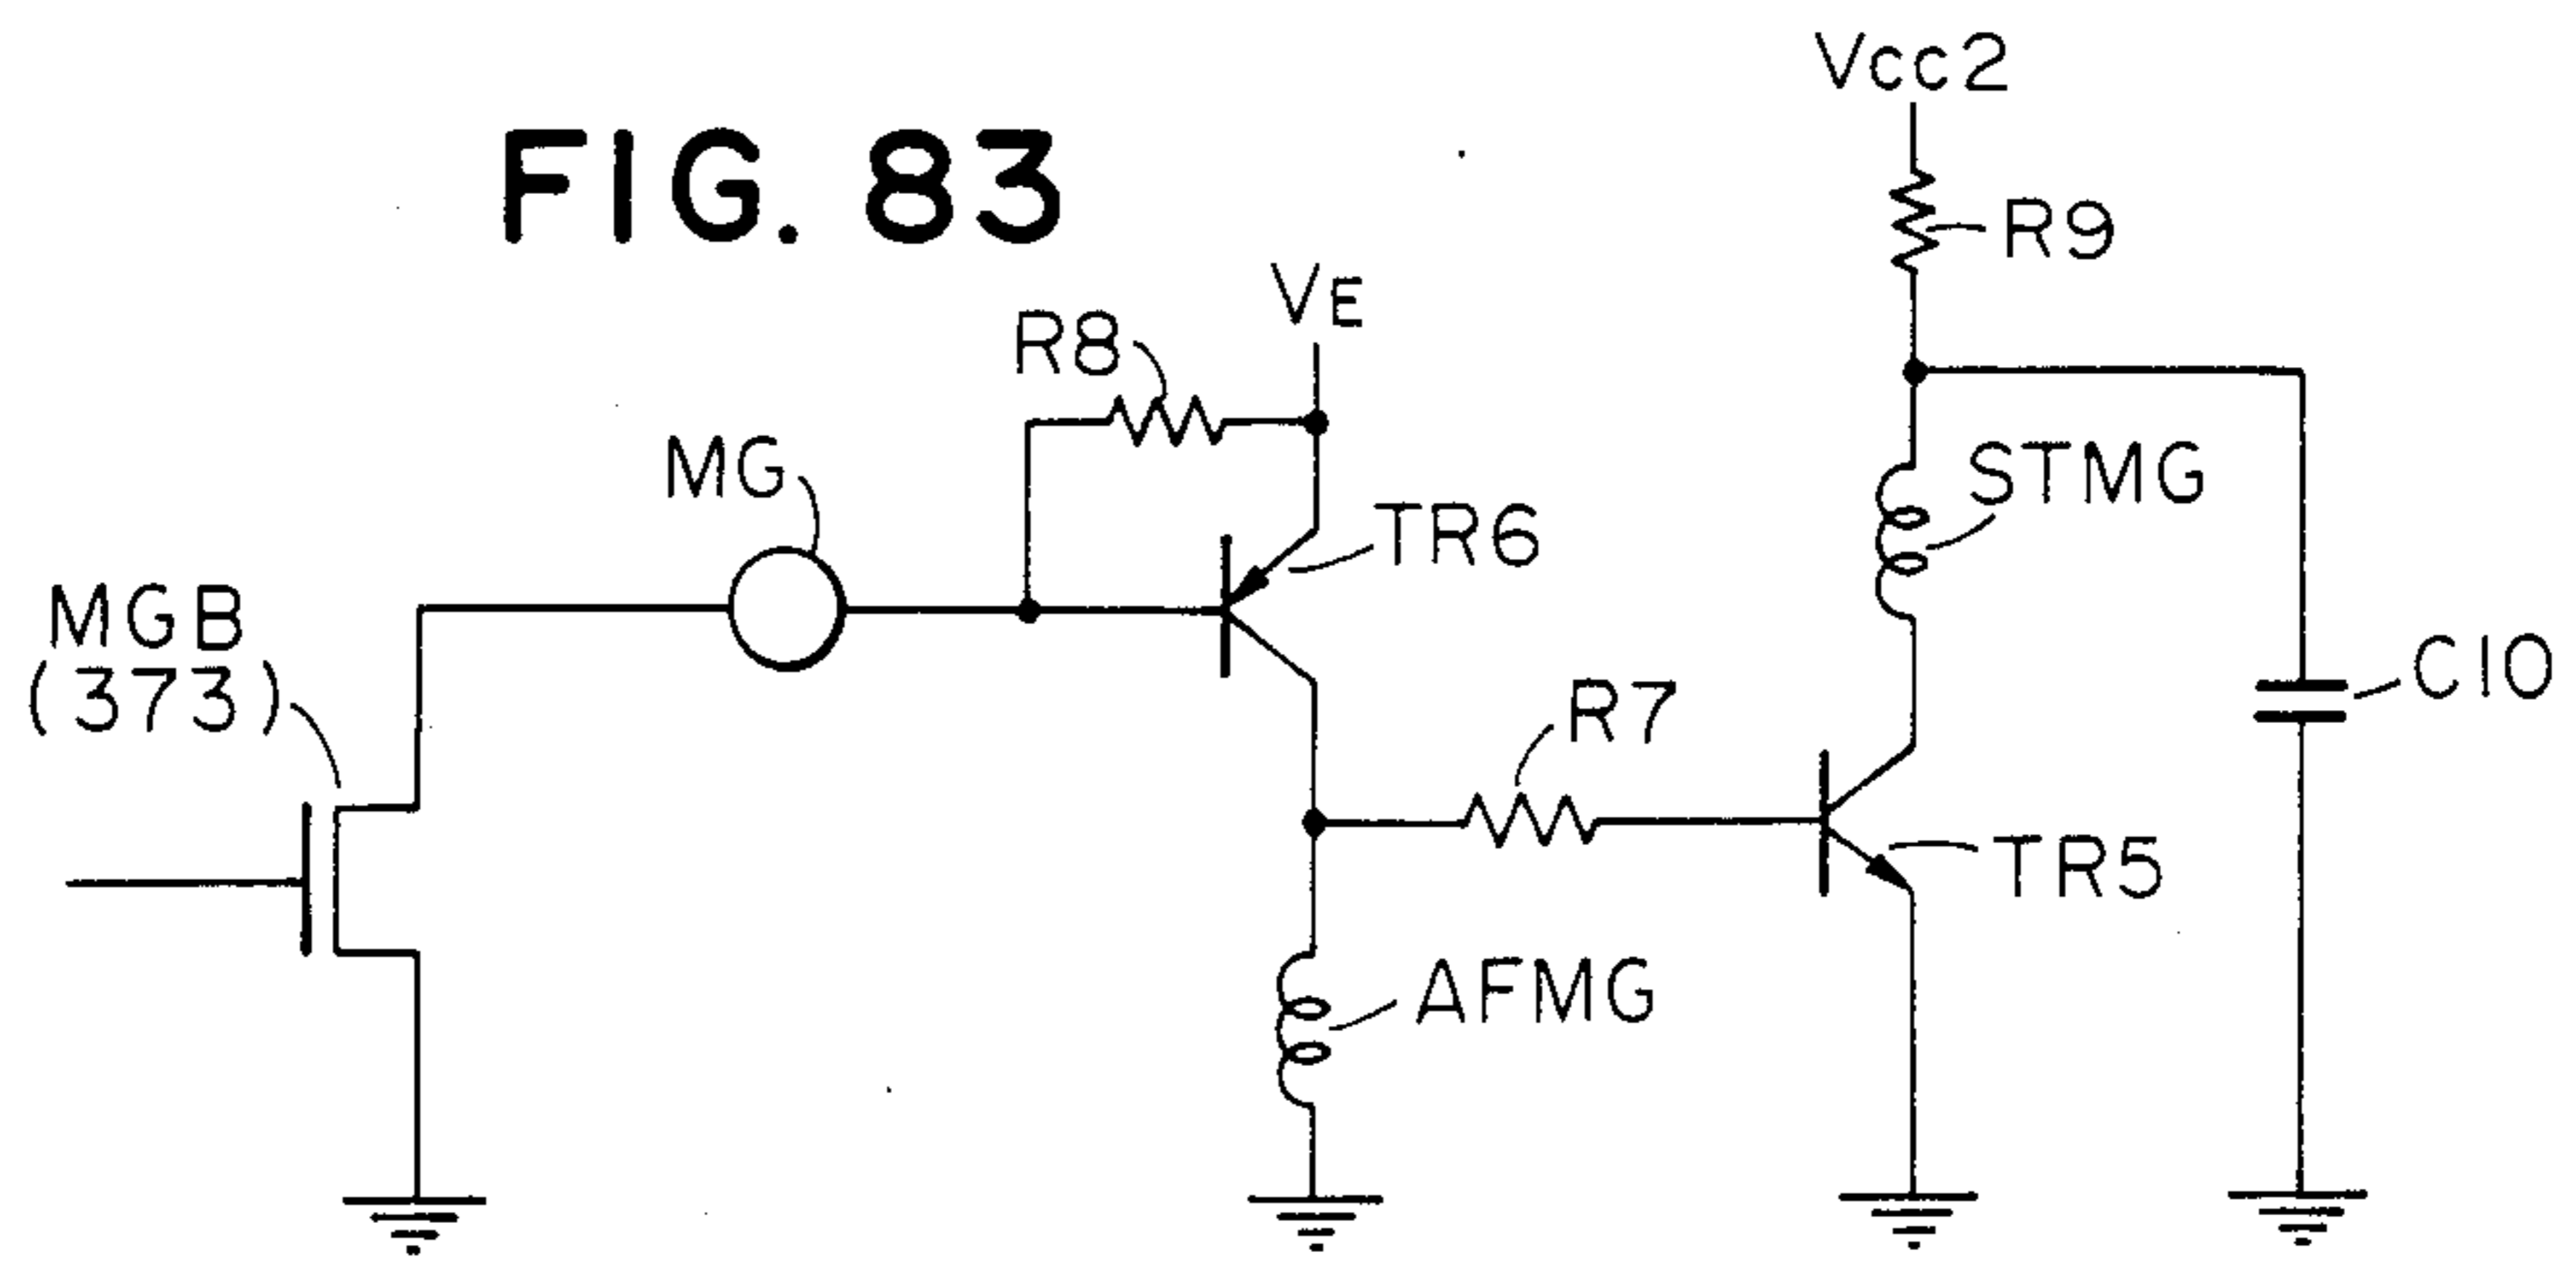 FIG. 83
Vcc2
R9
VE
R8
MG
STMG
TR6
MGB
(373)
C10
R7
TR5
AFMG